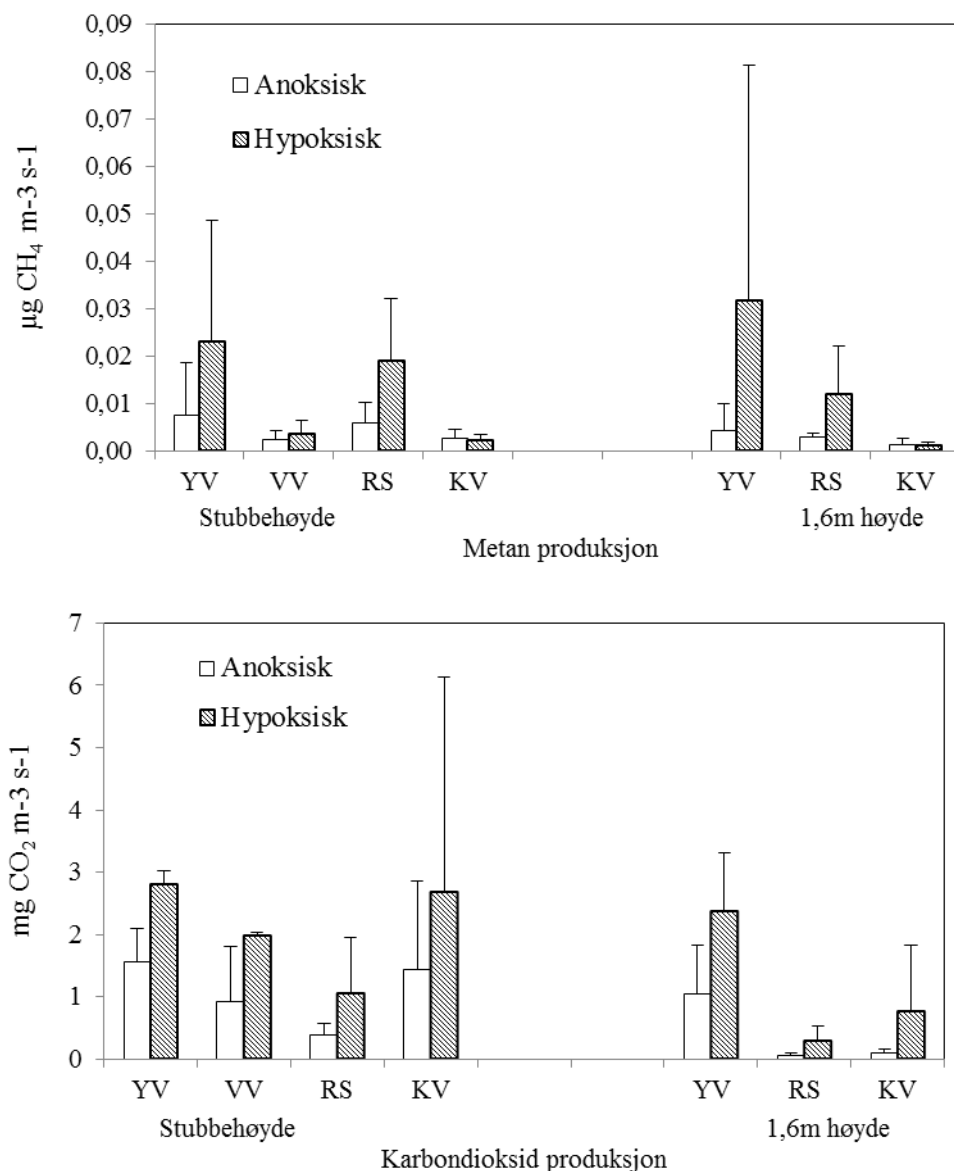 0,09
0,08
0,07
0,06
0,05
0,04
0,03
0,02
0,01
0,00
µg CH₄ m-3 s-1
Anoksisk
Hypoksisk
YV VV RS KV YV RS KV
Stubbehøyde 1,6m høyde
Metan produksjon
7
6
5
4
3
2
1
0
mg CO₂ m-3 s-1
Anoksisk
Hypoksisk
YV VV RS KV YV RS KV
Stubbehøyde 1,6m høyde
Karbondioksid produksjon